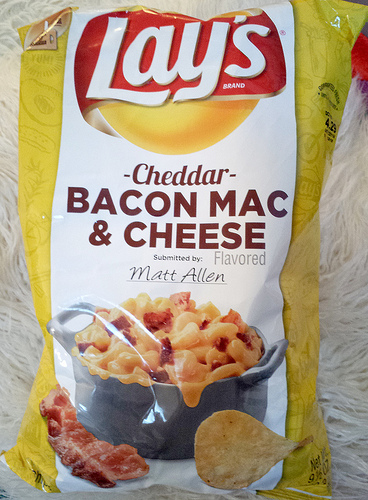 Lay's
BRAND
-Cheddar-
BACON MAC
& CHEESE
Flavored
Submitted by:
Matt Allen